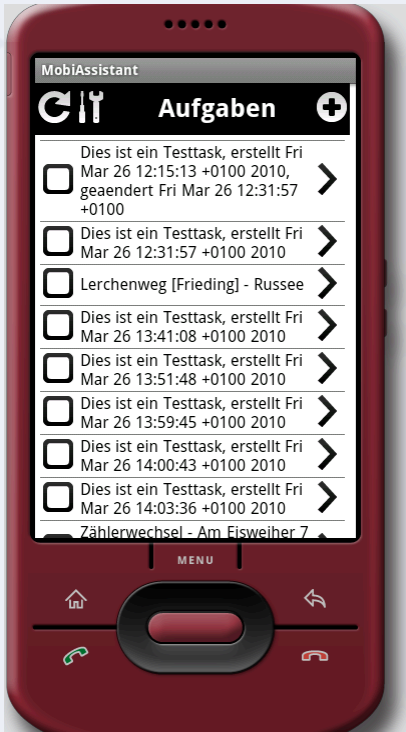 MobiAssistant
Aufgaben
Dies ist ein Testtask, erstellt Fri
Mar 26 12:15:13 +0100 2010,
geaendert Fri Mar 26 12:31:57
+0100
Dies ist ein Testtask, erstellt Fri
Mar 26 12:31:57 +0100 2010
Lerchenweg [Frieding] - Russee
Dies ist ein Testtask, erstellt Fri
Mar 26 13:41:08 +0100 2010
Dies ist ein Testtask, erstellt Fri
Mar 26 13:51:48 +0100 2010
Dies ist ein Testtask, erstellt Fri
Mar 26 13:59:45 +0100 2010
Dies ist ein Testtask, erstellt Fri
Mar 26 14:00:43 +0100 2010
Dies ist ein Testtask, erstellt Fri
Mar 26 14:03:36 +0100 2010
Zählerwechsel - Am Eisweiher 7
MENU